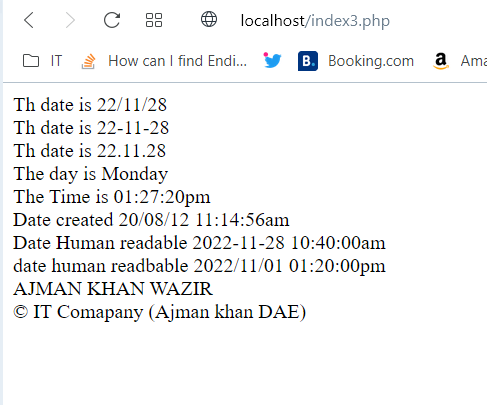 localhost/index3.php
IT
How can I find Endi...
B.
Booking.com
a
Ama
Th date is 22/11/28
Th date is 22-11-28
Th date is 22.11.28
The day is Monday
The Time is 01:27:20pm
Date created 20/08/12 11:14:56am
Date Human readable 2022-11-28 10:40:00am
date human readbable 2022/11/01 01:20:00pm
AJMAN KHAN WAZIR
© IT Comapany (Ajman khan DAE)